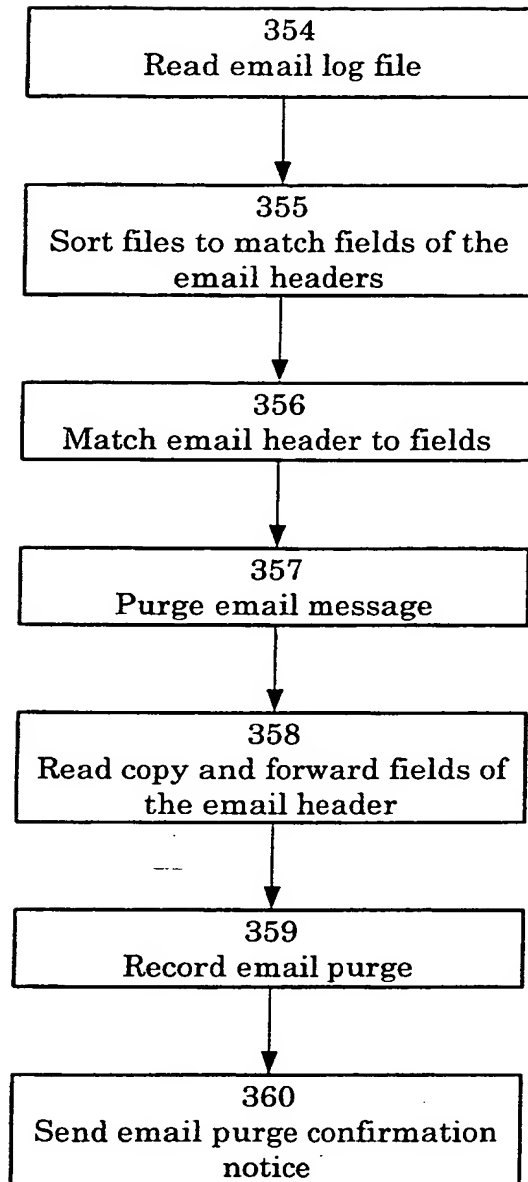 354
Read email log file
355
Sort files to match fields of the
email headers
356
Match email header to fields
357
Purge email message
358
Read copy and forward fields of
the email header
359
Record email purge
360
Send email purge confirmation
notice